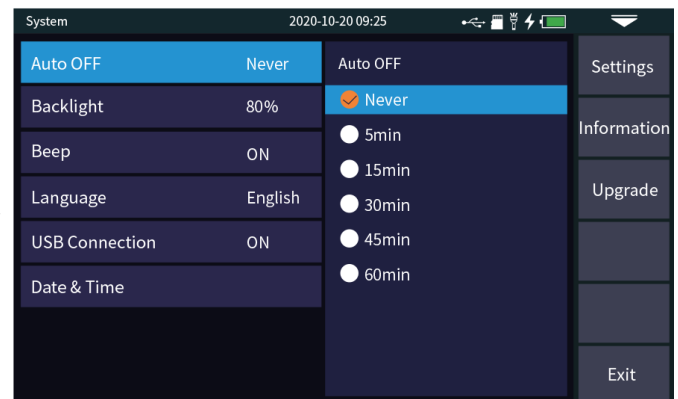 System 2020-10-20 09:25
Auto OFF Never
Backlight 80%
Beep ON
Language English
USB Connection ON
Date & Time
Auto OFF
Never
5min
15min
30min
45min
60min
Settings
Information
Upgrade
Exit